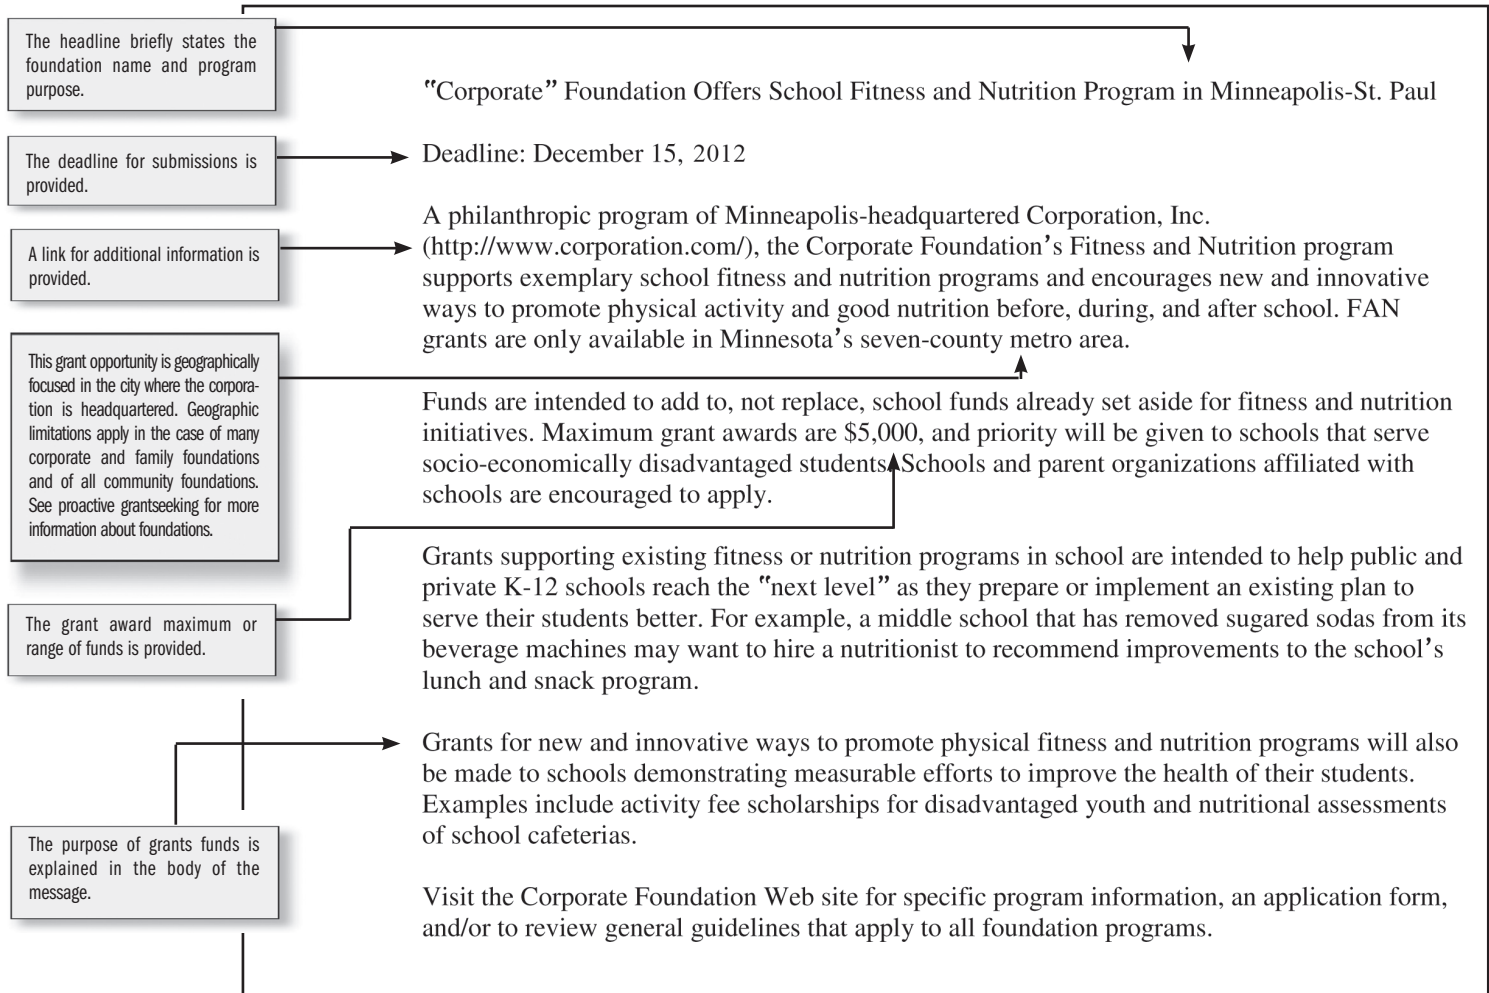 The headline briefly states the
foundation name and program
purpose.
"Corporate" Foundation Offers School Fitness and Nutrition Program in Minneapolis-St. Paul
The deadline for submissions is
provided.
Deadline: December 15, 2012
A link for additional information is
provided.
A philanthropic program of Minneapolis-headquartered Corporation, Inc.
(http://www.corporation.com/), the Corporate Foundation's Fitness and Nutrition program
supports exemplary school fitness and nutrition programs and encourages new and innovative
ways to promote physical activity and good nutrition before, during, and after school. FAN
grants are only available in Minnesota's seven-county metro area.
This grant opportunity is geographically
focused in the city where the corpora-
tion is headquartered. Geographic
limitations apply in the case of many
corporate and family foundations
and of all community foundations.
See proactive grantseeking for more
information about foundations.
Funds are intended to add to, not replace, school funds already set aside for fitness and nutrition
initiatives. Maximum grant awards are $5,000, and priority will be given to schools that serve
socio-economically disadvantaged students. Schools and parent organizations affiliated with
schools are encouraged to apply.
The grant award maximum or
range of funds is provided.
Grants supporting existing fitness or nutrition programs in school are intended to help public and
private K-12 schools reach the "next level" as they prepare or implement an existing plan to
serve their students better. For example, a middle school that has removed sugared sodas from its
beverage machines may want to hire a nutritionist to recommend improvements to the school's
lunch and snack program.
The purpose of grants funds is
explained in the body of the
message.
Grants for new and innovative ways to promote physical fitness and nutrition programs will also
be made to schools demonstrating measurable efforts to improve the health of their students.
Examples include activity fee scholarships for disadvantaged youth and nutritional assessments
of school cafeterias.
Visit the Corporate Foundation Web site for specific program information, an application form,
and/or to review general guidelines that apply to all foundation programs.